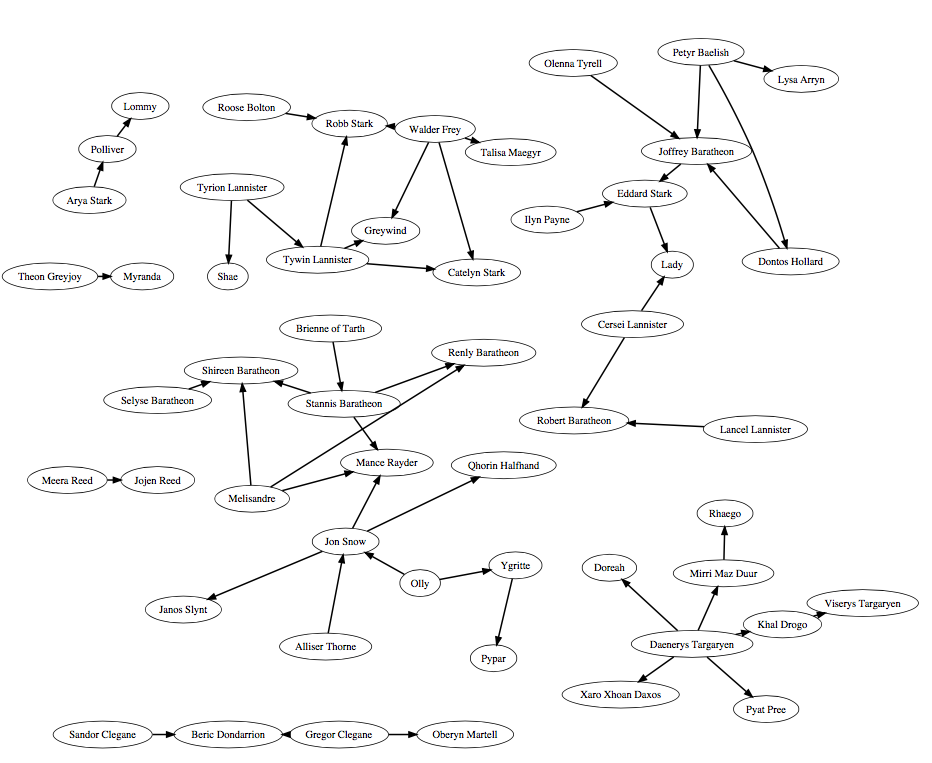 Petyr Baelish
Olenna Tyrell
Lysa Arryn
Lommy
Roose Bolton
Robb Stark
Walder Frey
Polliver
Talisa Maegyr
Joffrey Baratheon
Tyrion Lannister
Eddard Stark
Arya Stark
Ilyn Payne
Greywind
Tywin Lannister
Dontos Hollard
Lady
Theon Greyjoy
Myranda
Shae
Catelyn Stark
Cersei Lannister
Brienne of Tarth
Renly Baratheon
Shireen Baratheon
Selyse Baratheon
Stannis Baratheon
Robert Baratheon
Lancel Lannister
Mance Rayder
Qhorin Halfhand
Meera Reed
Jojen Reed
Melisandre
Rhaego
Jon Snow
Ygritte
Doreah
Mirri Maz Duur
Olly
Viserys Targaryen
Janos Slynt
Khal Drogo
Alliser Thorne
Daenerys Targaryen
Pypar
Xaro Xhoan Daxos
Pyat Pree
Sandor Clegane
Beric Dondarrion
Gregor Clegane
Oberyn Martell